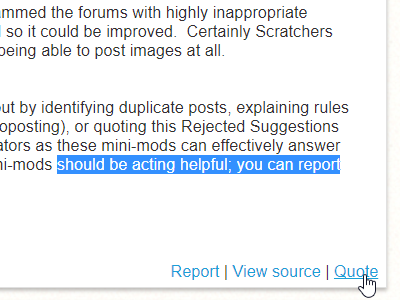 ammed the forums with highly inappropriate
so it could be improved. Certainly Scratchers
being able to post images at all.
out by identifying duplicate posts, explaining rules
oposting), or quoting this Rejected Suggestions
ators as these mini-mods can effectively answer
ni-mods should be acting helpful; you can report
Report | View source | Quote